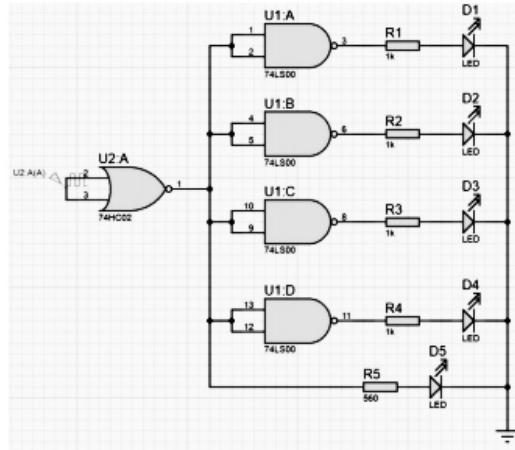 U1:A
1
2
3
74LS00
R1
1k
D1
LED
U1:B
4
5
6
74LS00
R2
1k
D2
LED
U2:A
U2:A(A)
2
3
1
74HC02
U1:C
10
9
8
74LS00
R3
1k
D3
LED
U1:D
13
12
11
74LS00
R4
1k
D4
LED
R5
560
D5
LED